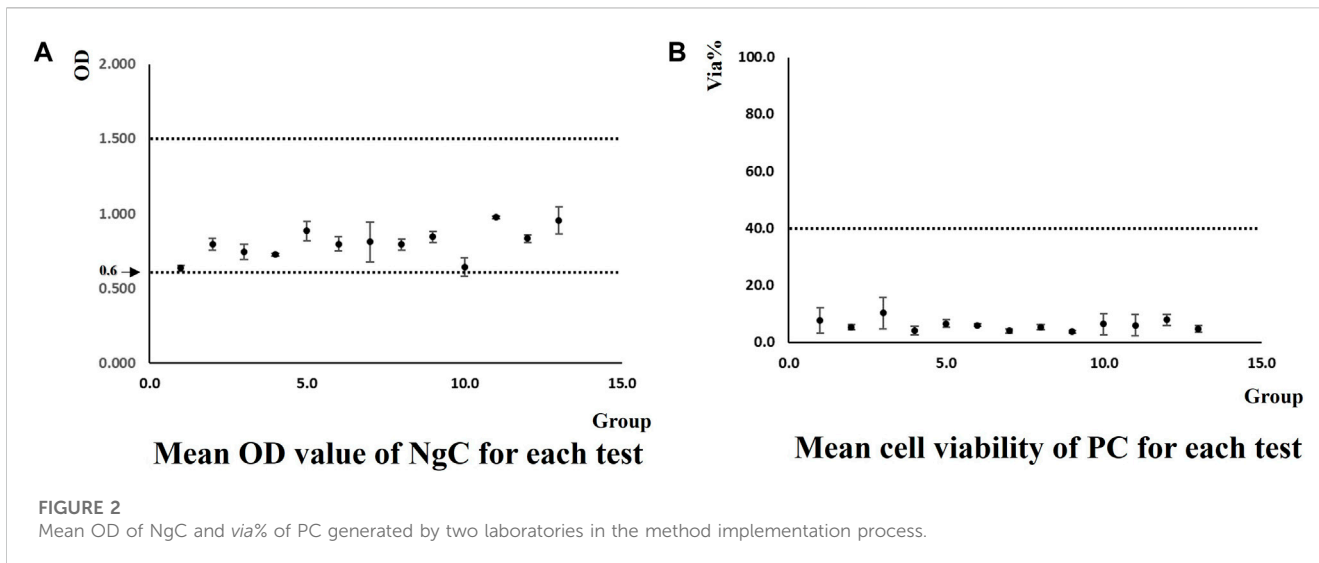 A
OD
2.000
1.500
1.000
0.6
0.500
0.000
0.0
5.0
10.0
15.0
Group
Mean OD value of NgC for each test
B
Via%
100.0
80.0
60.0
40.0
20.0
0.0
0.0
5.0
10.0
15.0
Group
Mean cell viability of PC for each test
FIGURE 2
Mean OD of NgC and via% of PC generated by two laboratories in the method implementation process.